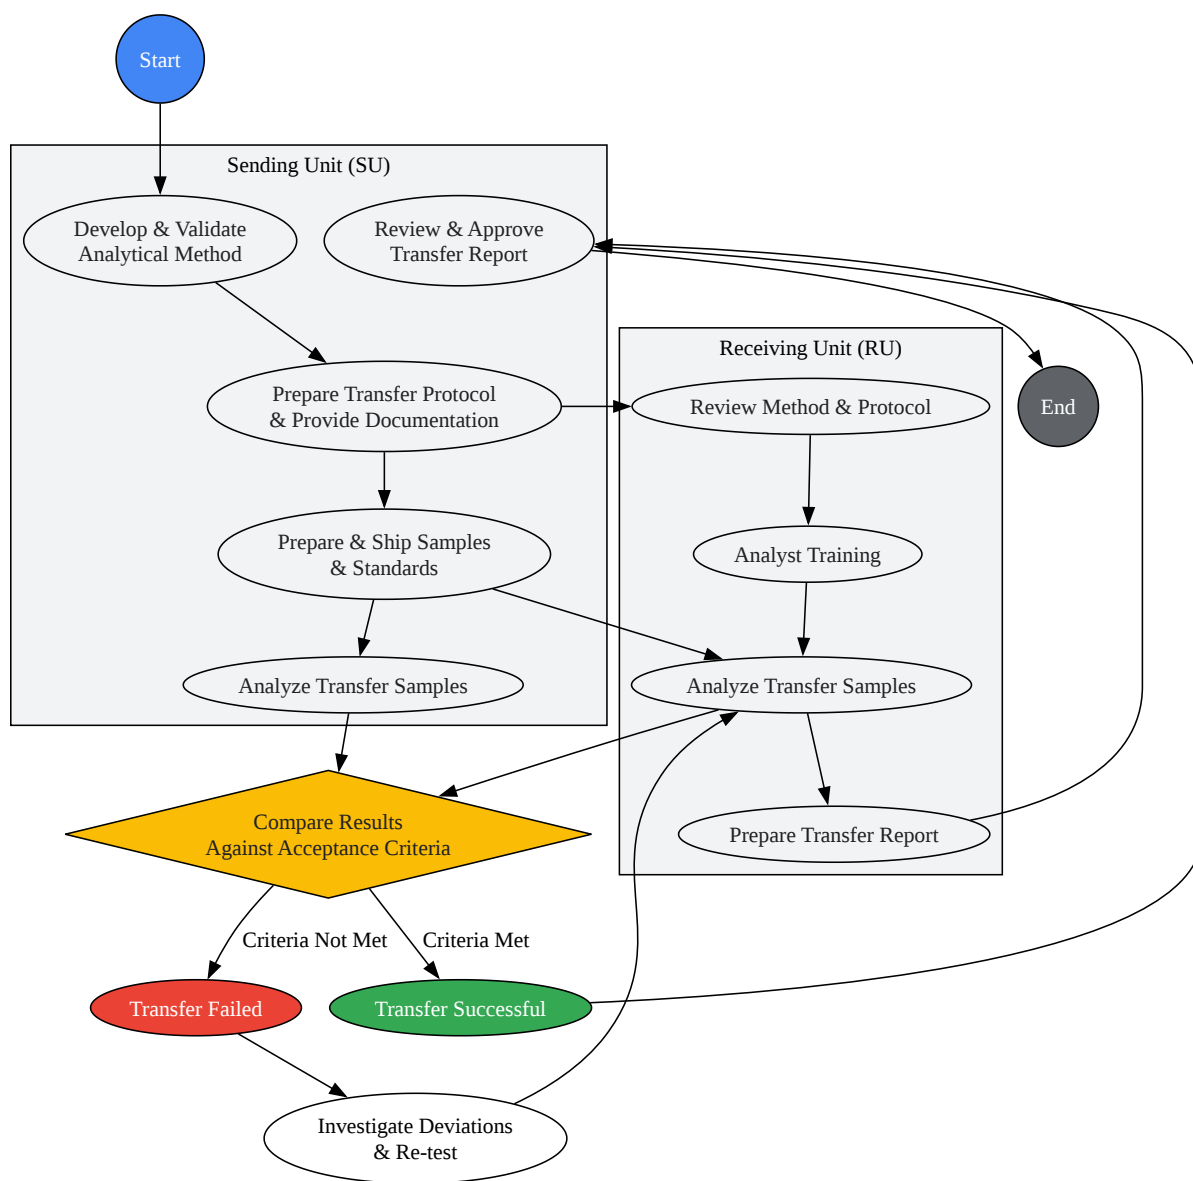 Start
Sending Unit (SU)
Develop & Validate
Analytical Method
Review & Approve
Transfer Report
Receiving Unit (RU)
Prepare Transfer Protocol
& Provide Documentation
Review Method & Protocol
End
Prepare & Ship Samples
& Standards
Analyst Training
Analyze Transfer Samples
Analyze Transfer Samples
Compare Results
Against Acceptance Criteria
Prepare Transfer Report
Criteria Not Met
Criteria Met
Transfer Failed
Transfer Successful
Investigate Deviations
& Re-test